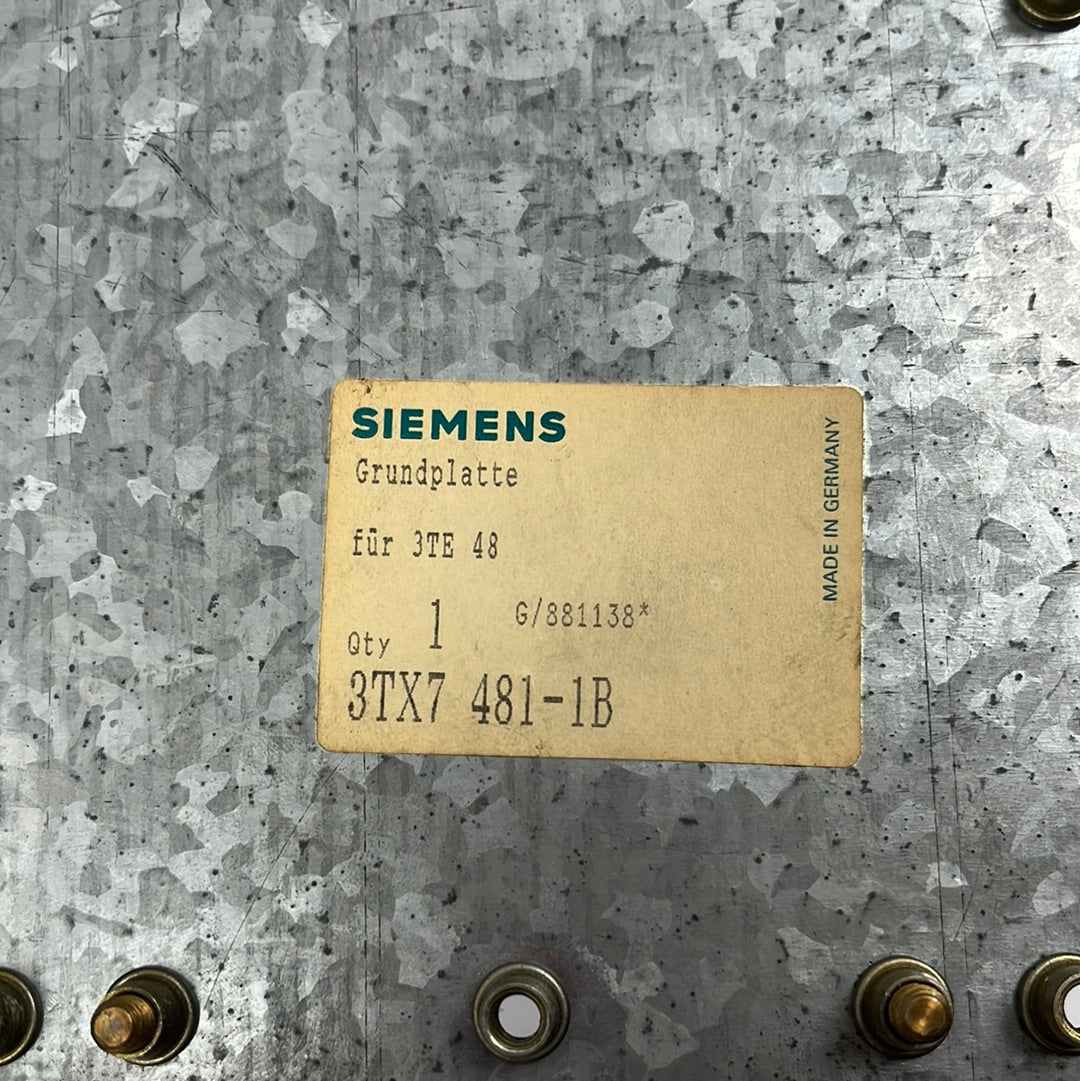 SIEMENS
Grundplatte
für 3TE 48
Qty 1 G/881138*
3TX7 481-1B
MADE IN GERMANY